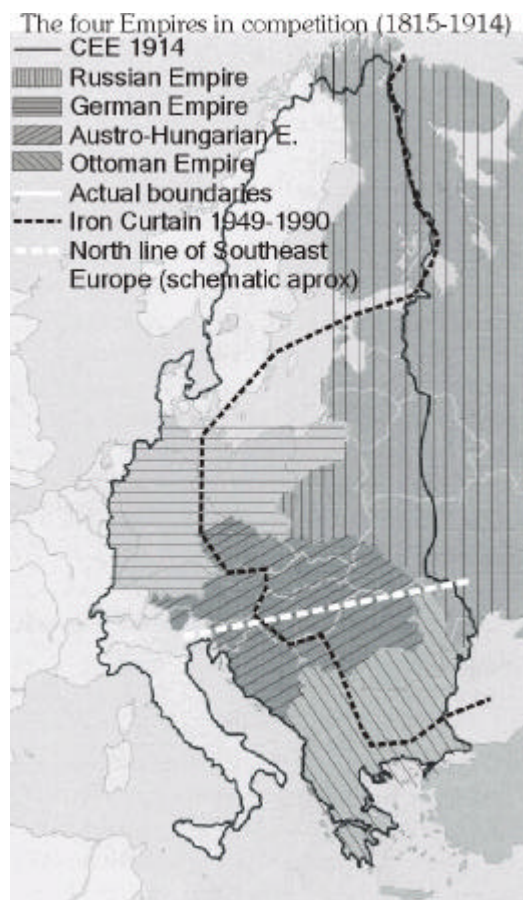 The four Empires in competition (1815-1914)
CEE 1914
Russian Empire
German Empire
Austro-Hungarian E.
Ottoman Empire
Actual boundaries
Iron Curtain 1949-1990
North line of Southeast
Europe (schematic aprox)